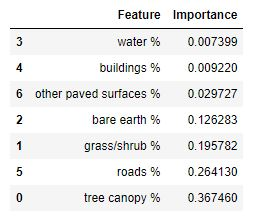 Feature Importance
3 water % 0.007399
4 buildings % 0.009220
6 other paved surfaces % 0.029727
2 bare earth % 0.126283
1 grass/shrub % 0.195782
5 roads % 0.264130
0 tree canopy % 0.367460